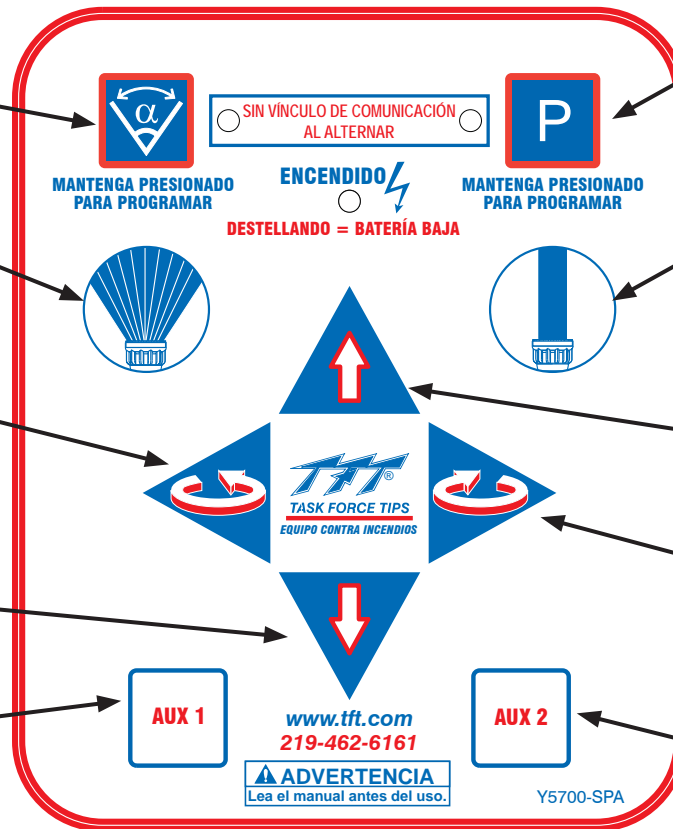 α
SIN VÍNCULO DE COMUNICACIÓN
AL ALTERNAR
P
MANTENGA PRESIONADO
PARA PROGRAMAR
ENCENDIDO
MANTENGA PRESIONADO
PARA PROGRAMAR
DESTELLANDO = BATERÍA BAJA
TFT®
TASK FORCE TIPS
EQUIPO CONTRA INCENDIOS
AUX 1
AUX 2
www.tft.com
219-462-6161
ADVERTENCIA
Lea el manual antes del uso.
Y5700-SPA